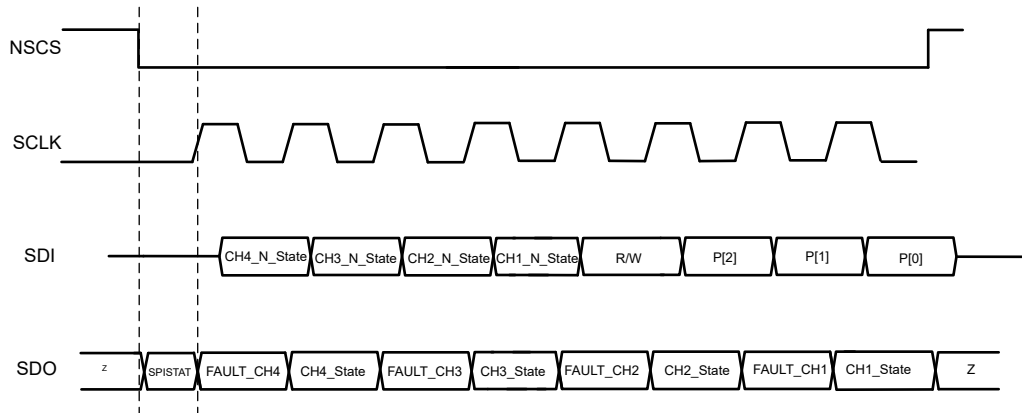 NSCS
SCLK
SDI CH4_N_State CH3_N_State CH2_N_State CH1_N_State R/W P[2] P[1] P[0]
SDO Z SPISTAT FAULT_CH4 CH4_State FAULT_CH3 CH3_State FAULT_CH2 CH2_State FAULT_CH1 CH1_State Z